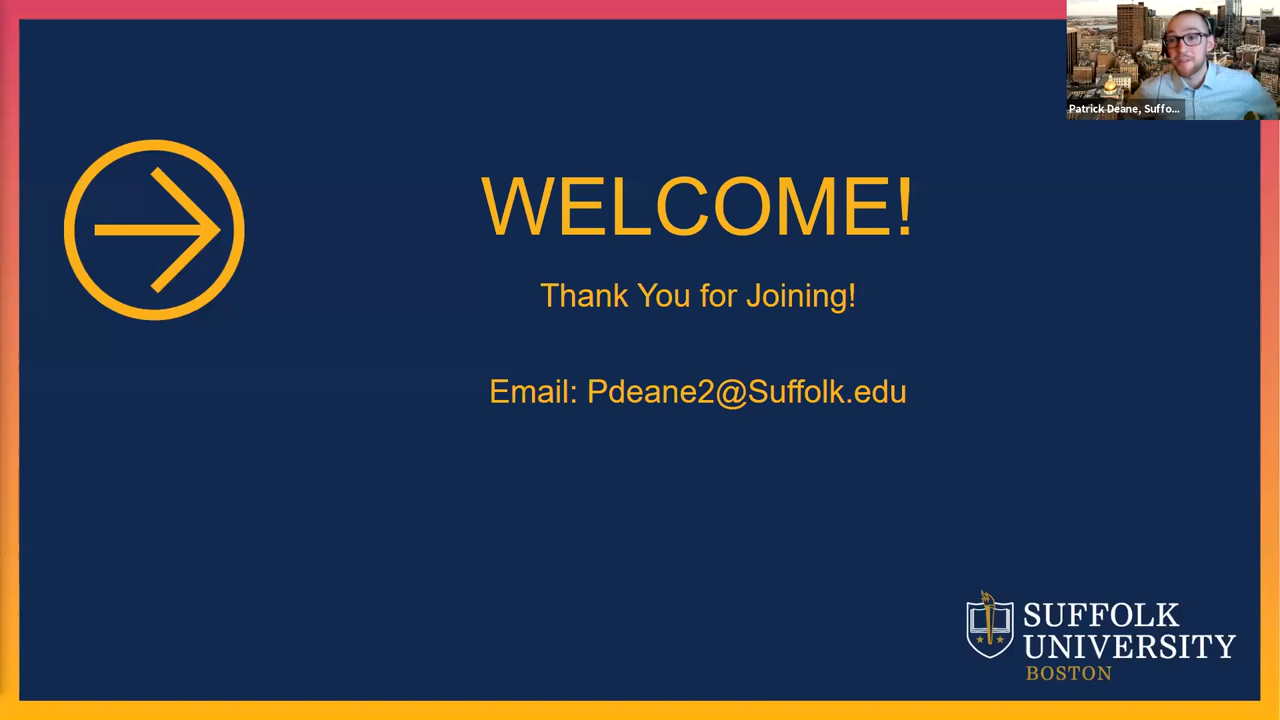 Patrick Deane, Suffo...
WELCOME!
Thank You for Joining!
Email: Pdeane2@Suffolk.edu
SUFFOLK
UNIVERSITY
BOSTON